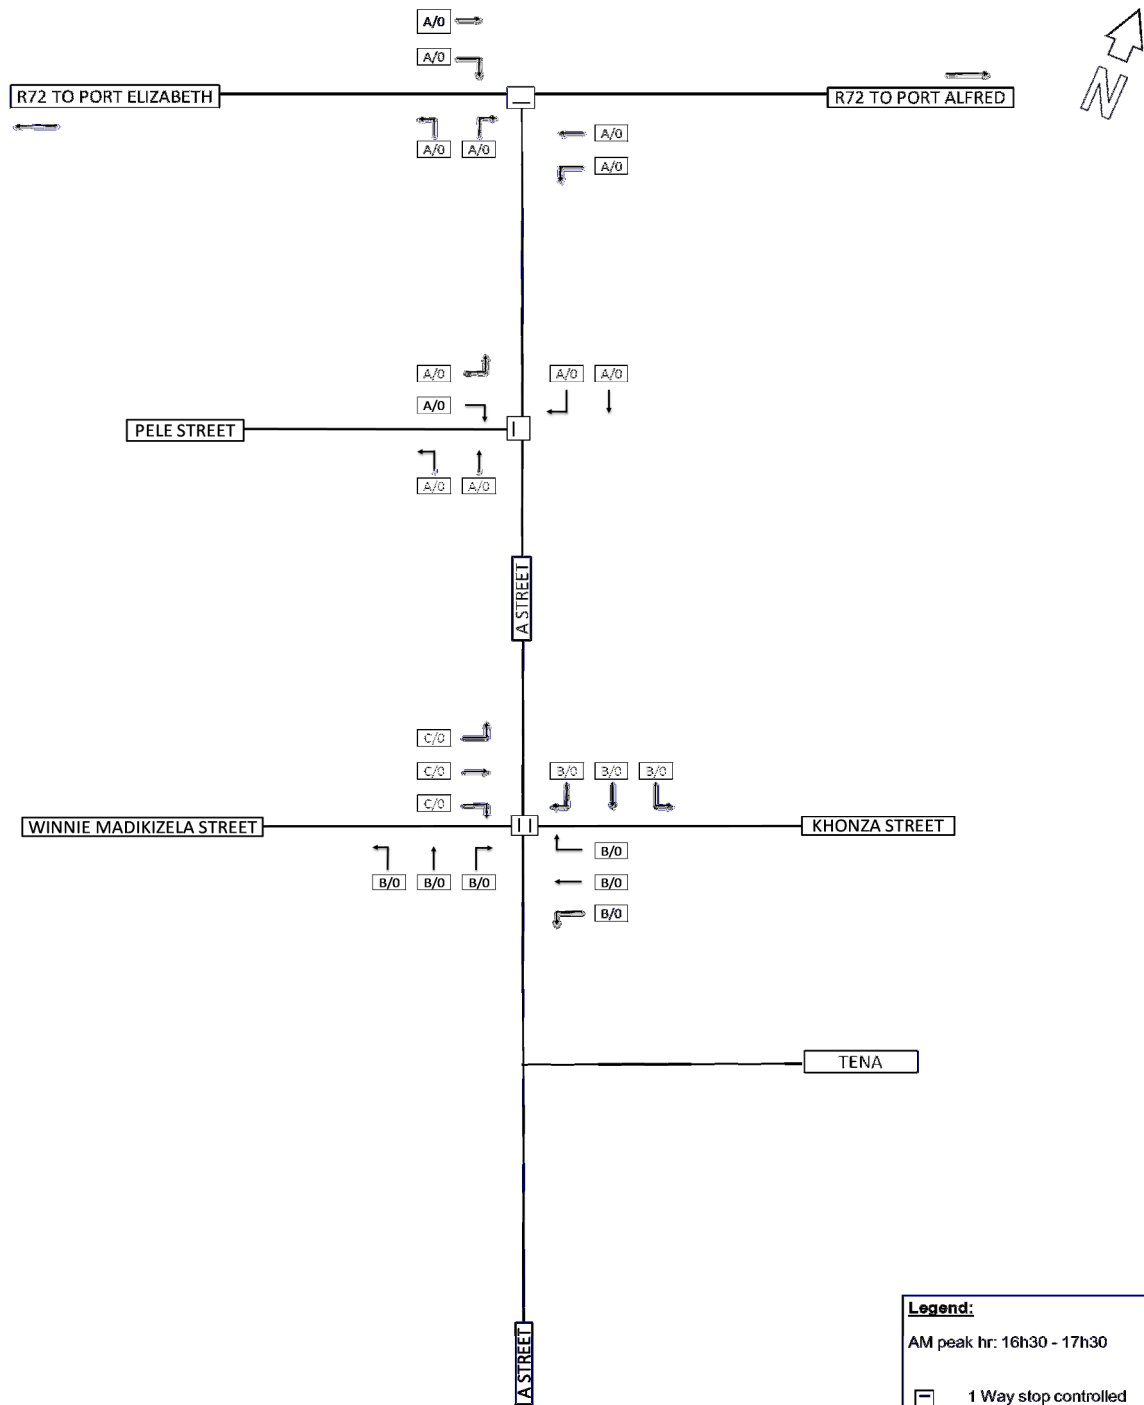 A/0
A/0
R72 TO PORT ELIZABETH
R72 TO PORT ALFRED
N
A/0 A/0
A/0
A/0
A/0
A/0 A/0
A/0
PELE STREET
A/0 A/0
A STREET
C/0
C/0
B/0 B/0 B/0
C/0
WINNIE MADIKIZELA STREET
KHONZA STREET
B/0
B/0 B/0 B/0
B/0
B/0
TENA
Legend:
AM peak hr: 16h30 - 17h30
A STREET
1 Way stop controlled